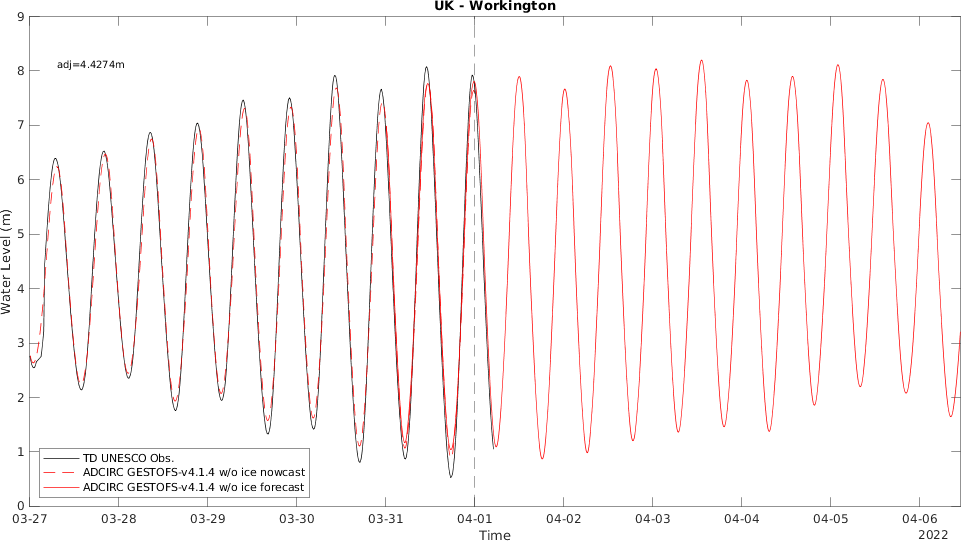 UK - Workington
9
8
7
6
5
4
3
2
1
0
Water Level (m)
adj=4.4274m
TD UNESCO Obs.
ADCIRC GESTOFS-v4.1.4 w/o ice nowcast
ADCIRC GESTOFS-v4.1.4 w/o ice forecast
03-27 03-28 03-29 03-30 03-31 04-01 04-02 04-03 04-04 04-05 04-06
Time
2022